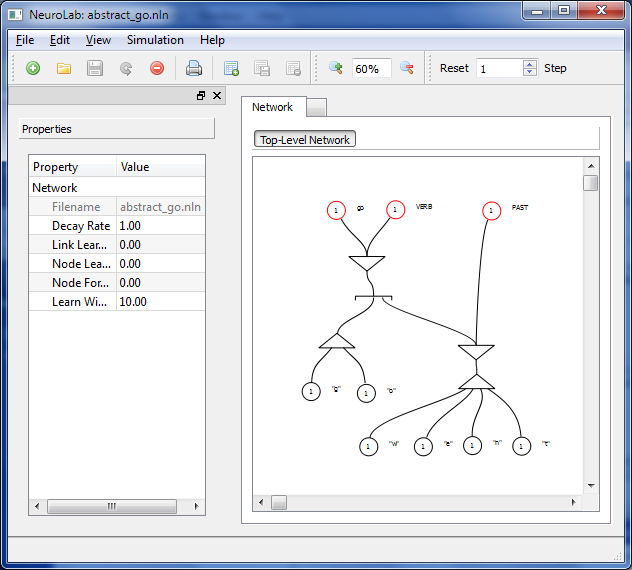 NeuroLab: abstract_go.nln
File Edit View Simulation Help
60% Reset 1 Step
Properties
Property Value
Network
Filename abstract_go.nln
Decay Rate 1.00
Link Lear... 0.00
Node Lea... 0.00
Node For... 0.00
Learn Wi... 10.00
Network
Top-Level Network
1 go 1 VERB 1 PAST
1 "g" 1 "o"
1 "w" 1 "e" 1 "n" 1 "t"